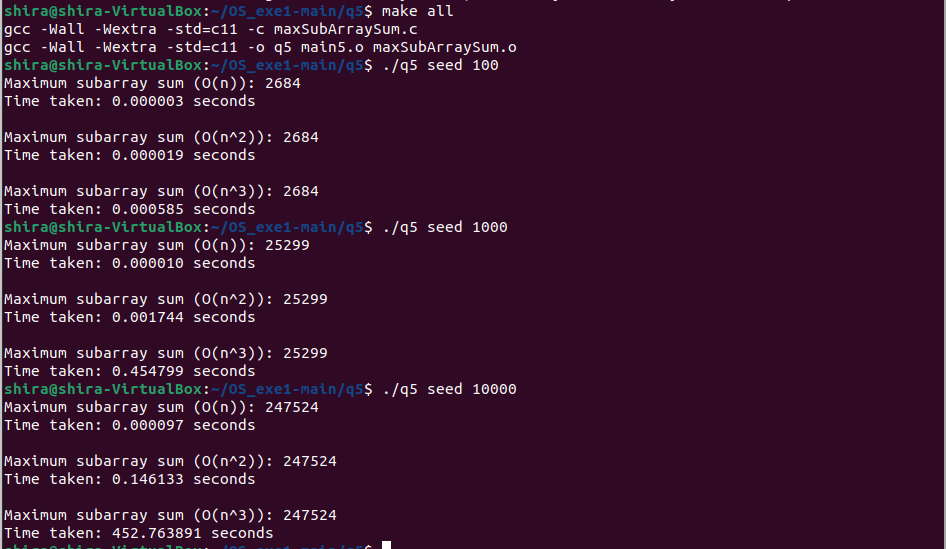 shira@shira-VirtualBox:~/OS_exe1-main/q5$ make all
gcc -Wall -Wextra -std=c11 -c maxSubArraySum.c
gcc -Wall -Wextra -std=c11 -o q5 main5.o maxSubArraySum.o
shira@shira-VirtualBox:~/OS_exe1-main/q5$ ./q5 seed 100
Maximum subarray sum (O(n)): 2684
Time taken: 0.000003 seconds

Maximum subarray sum (O(n^2)): 2684
Time taken: 0.000019 seconds

Maximum subarray sum (O(n^3)): 2684
Time taken: 0.000585 seconds
shira@shira-VirtualBox:~/OS_exe1-main/q5$ ./q5 seed 1000
Maximum subarray sum (O(n)): 25299
Time taken: 0.000010 seconds

Maximum subarray sum (O(n^2)): 25299
Time taken: 0.001744 seconds

Maximum subarray sum (O(n^3)): 25299
Time taken: 0.454799 seconds
shira@shira-VirtualBox:~/OS_exe1-main/q5$ ./q5 seed 10000
Maximum subarray sum (O(n)): 247524
Time taken: 0.000097 seconds

Maximum subarray sum (O(n^2)): 247524
Time taken: 0.146133 seconds

Maximum subarray sum (O(n^3)): 247524
Time taken: 452.763891 seconds
shira@shira-VirtualBox:~/OS_exe1-main/q5$